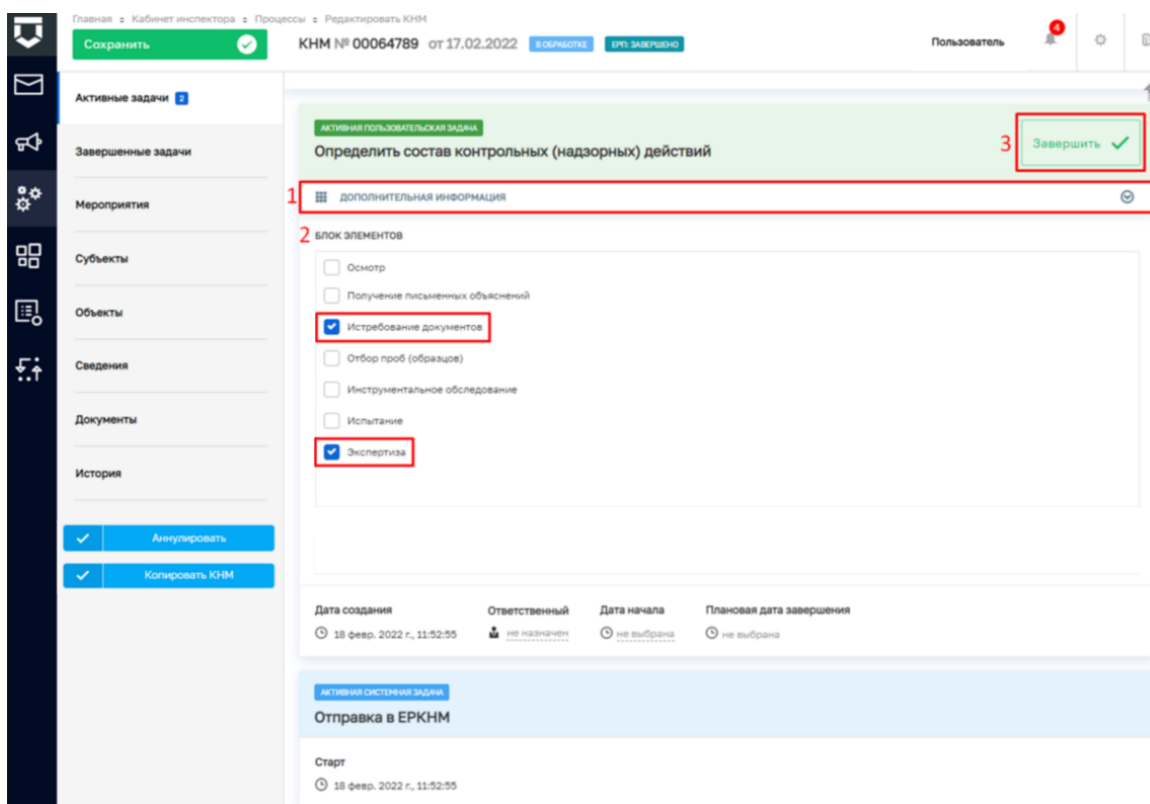 Главная : Кабинет инспектора : Процессы : Редактировать КНМ
Сохранить
КНМ № 00064789 от 17.02.2022 В ОБРАБОТКЕ ЕРП: ЗАВЕРШЕНО
Пользователь
4
Активные задачи 2
Завершенные задачи
Мероприятия
Субъекты
Объекты
Сведения
Документы
История
Аннулировать
Копировать КНМ
АКТИВНАЯ ПОЛЬЗОВАТЕЛЬСКАЯ ЗАДАЧА
Определить состав контрольных (надзорных) действий
3 Завершить
1 ДОПОЛНИТЕЛЬНАЯ ИНФОРМАЦИЯ
2 БЛОК ЭЛЕМЕНТОВ
Осмотр
Получение письменных объяснений
Истребование документов
Отбор проб (образцов)
Инструментальное обследование
Испытание
Экспертиза
Дата создания Ответственный Дата начала Плановая дата завершения
18 февр. 2022 г., 11:52:55 не назначен не выбрана не выбрана
АКТИВНАЯ СИСТЕМНАЯ ЗАДАЧА
Отправка в ЕРКНМ
Старт
18 февр. 2022 г., 11:52:55